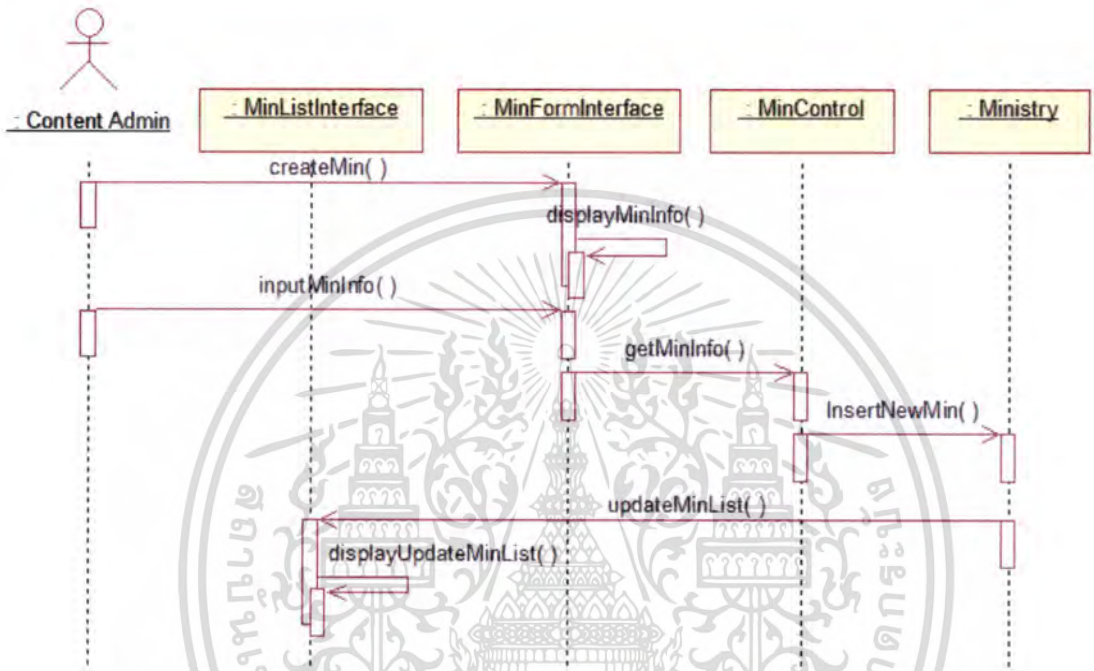 : Content Admin
: MinListInterface
: MinFormInterface
: MinControl
: Ministry
createMin( )
displayMinInfo( )
inputMinInfo( )
getMinInfo( )
InsertNewMin( )
updateMinList( )
displayUpdateMinList( )